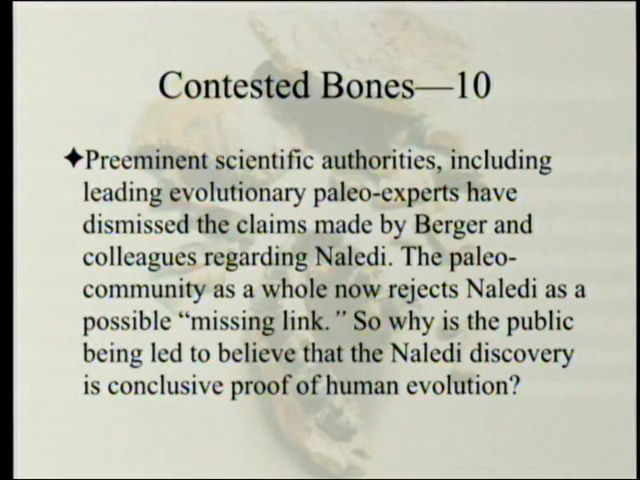 Contested Bones—10
✦Preeminent scientific authorities, including
leading evolutionary paleo-experts have
dismissed the claims made by Berger and
colleagues regarding Naledi. The paleo-
community as a whole now rejects Naledi as a
possible “missing link.” So why is the public
being led to believe that the Naledi discovery
is conclusive proof of human evolution?